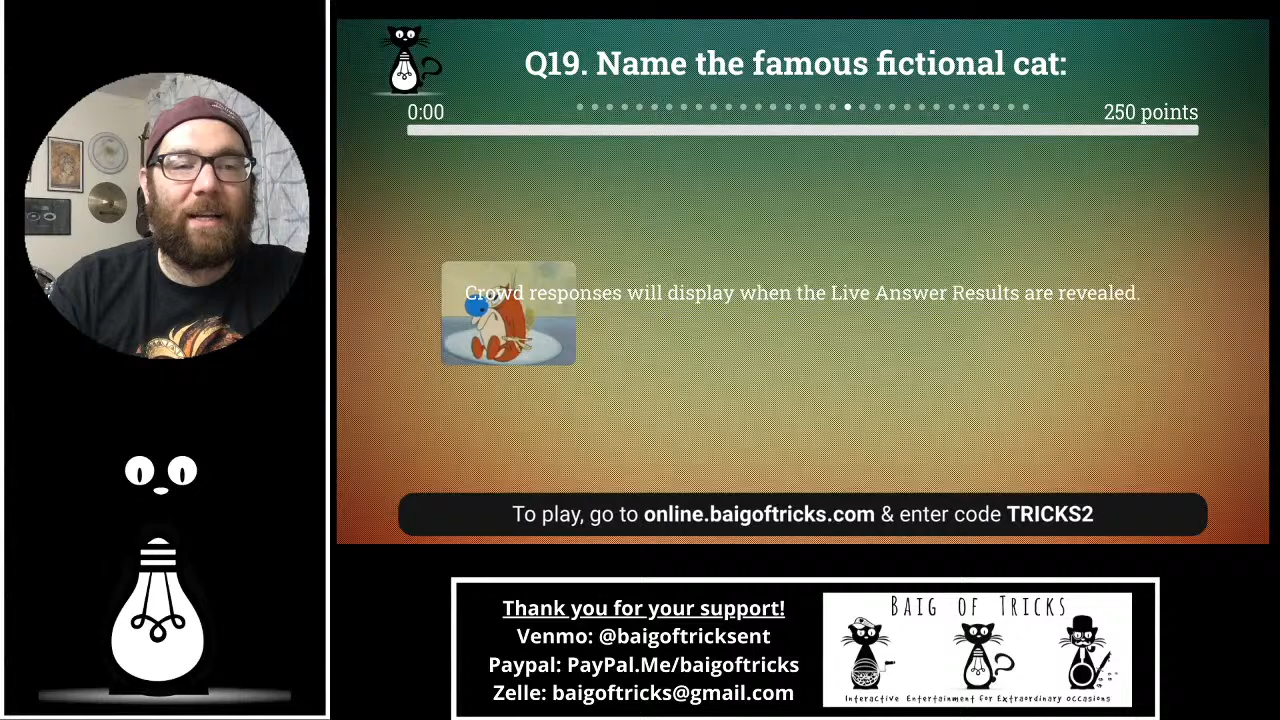 Q19. Name the famous fictional cat:
0:00
250 points
Crowd responses will display when the Live Answer Results are revealed.
To play, go to online.baigoftricks.com & enter code TRICKS2
Thank you for your support!
Venmo: @baigoftricksent
Paypal: PayPal.Me/baigoftricks
Zelle: baigoftricks@gmail.com
BAIG OF TRICKS
Interactive Entertainment for Extraordinary occasions